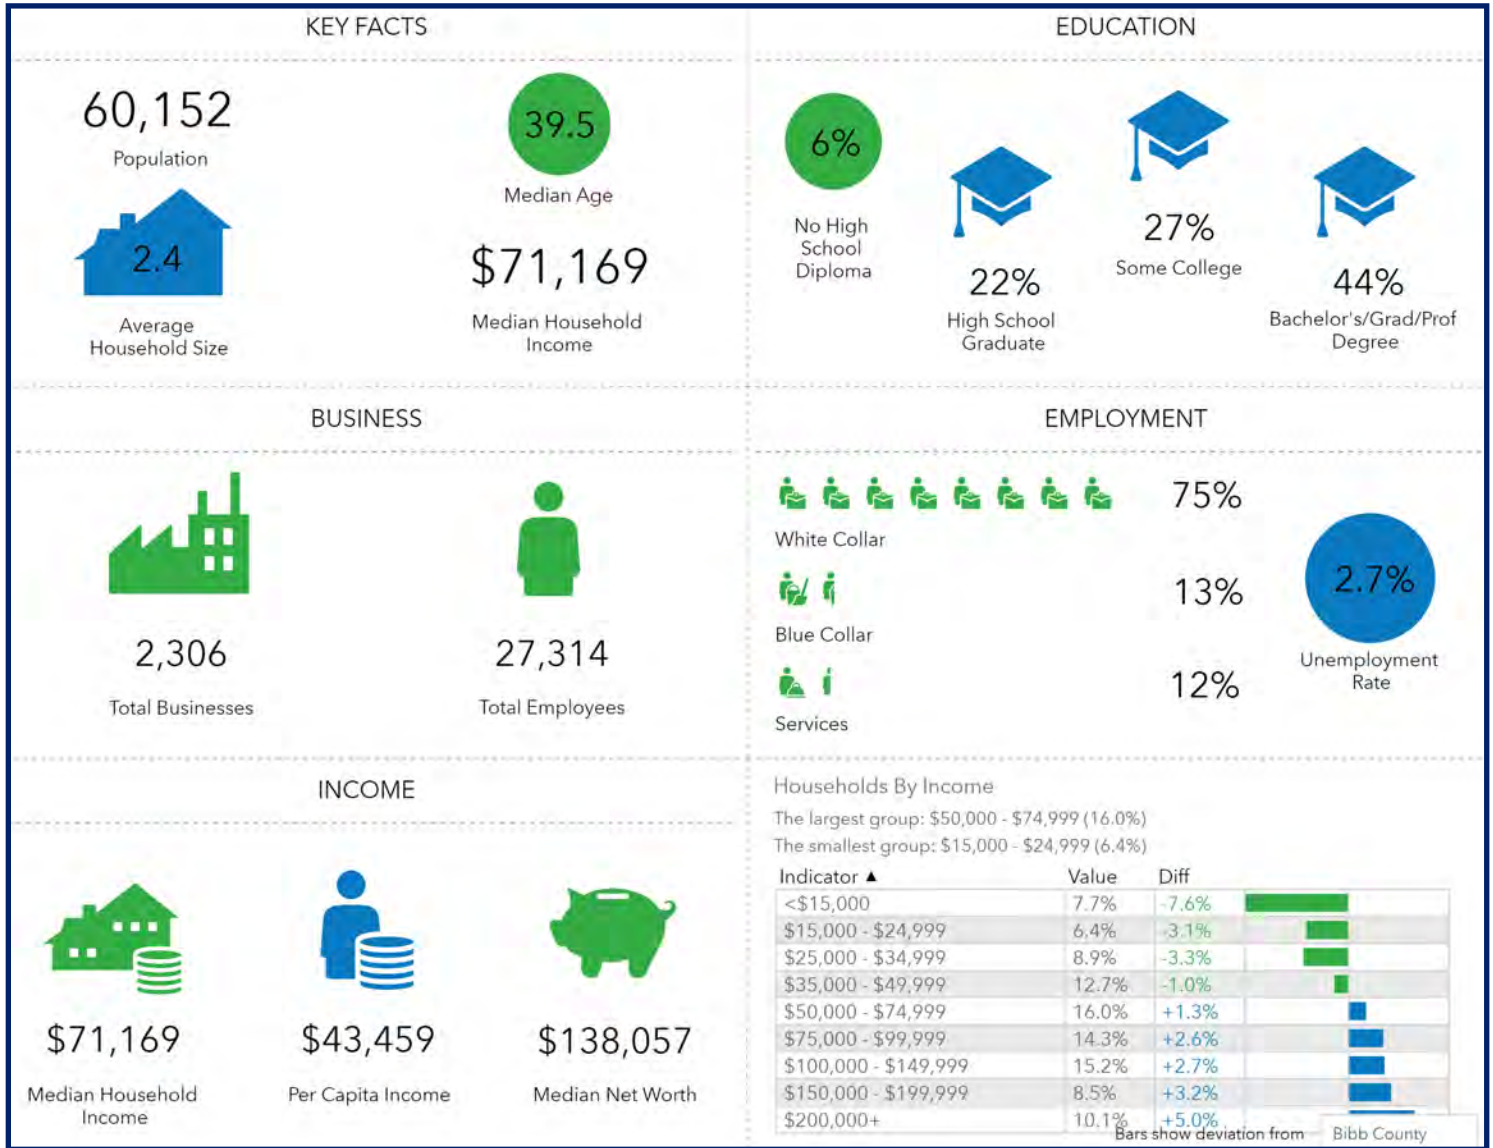 KEY FACTS
60,152
Population
39.5
Median Age
2.4
Average
Household Size
$71,169
Median Household
Income
EDUCATION
6%
No High
School
Diploma
22%
High School
Graduate
27%
Some College
44%
Bachelor's/Grad/Prof
Degree
BUSINESS
2,306
Total Businesses
27,314
Total Employees
EMPLOYMENT
75%
White Collar
13%
Blue Collar
12%
Services
2.7%
Unemployment
Rate
INCOME
$71,169
Median Household
Income
$43,459
Per Capita Income
$138,057
Median Net Worth
Households By Income
The largest group: $50,000 - $74,999 (16.0%)
The smallest group: $15,000 - $24,999 (6.4%)
Indicator ▲ Value Diff
<$15,000 7.7% -7.6%
$15,000 - $24,999 6.4% -3.1%
$25,000 - $34,999 8.9% -3.3%
$35,000 - $49,999 12.7% -1.0%
$50,000 - $74,999 16.0% +1.3%
$75,000 - $99,999 14.3% +2.6%
$100,000 - $149,999 15.2% +2.7%
$150,000 - $199,999 8.5% +3.2%
$200,000+ 10.1% +5.0%
Bars show deviation from Bibb County